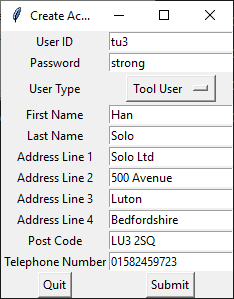 Create Ac...
User ID tu3
Password strong
User Type Tool User
First Name Han
Last Name Solo
Address Line 1 Solo Ltd
Address Line 2 500 Avenue
Address Line 3 Luton
Address Line 4 Bedfordshire
Post Code LU3 2SQ
Telephone Number 01582459723
Quit Submit